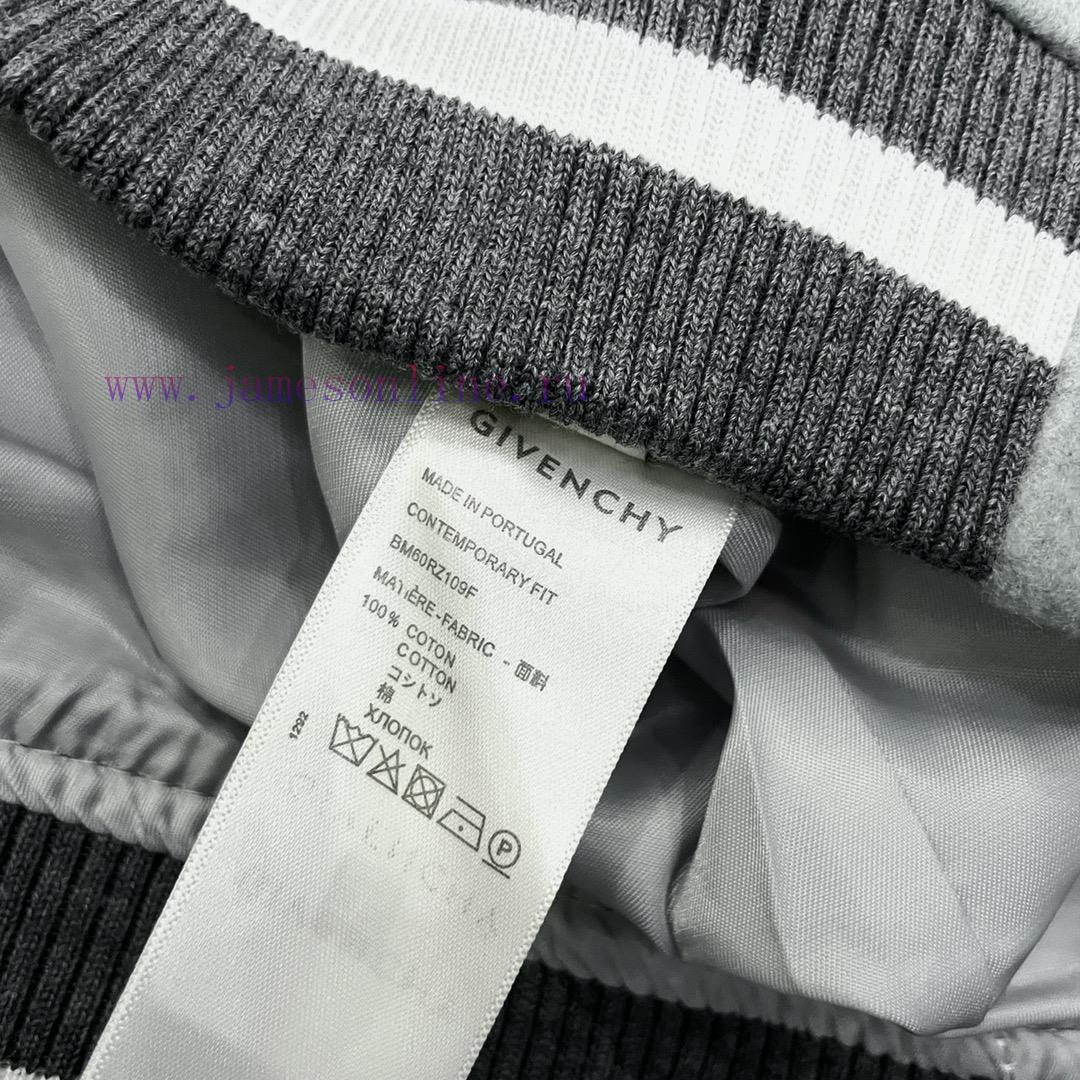 www.jamesonline.ru
GIVENCHY
MADE IN PORTUGAL
CONTEMPORARY FIT
BM60RZ109F
MATIÈRE-FABRIC - 面料
100% COTON
COTTON
コットン
棉
ХЛОПОК
1292
P